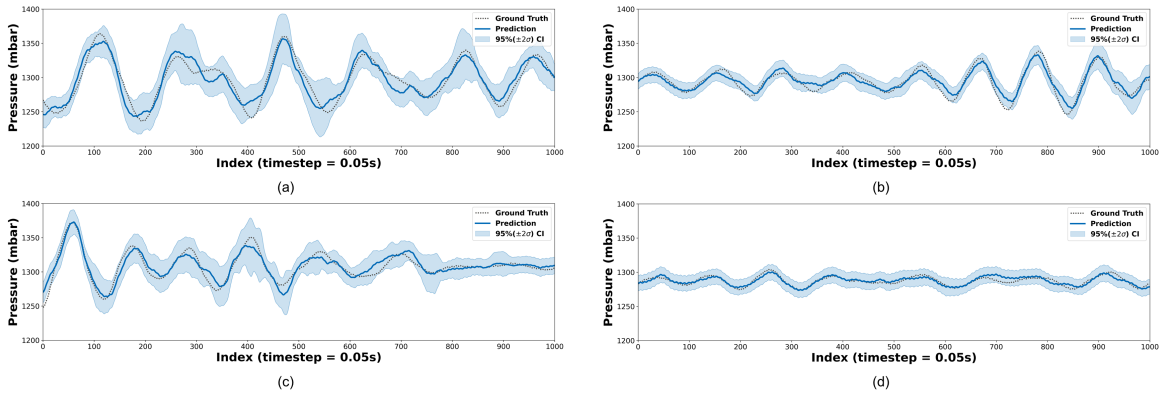 1400
1350
1300
1250
1200
Pressure (mbar)
Ground Truth
Prediction
95%(±2σ) CI
0 100 200 300 400 500 600 700 800 900 1000
Index (timestep = 0.05s)
(a)
1400
1350
1300
1250
1200
Pressure (mbar)
Ground Truth
Prediction
95%(±2σ) CI
0 100 200 300 400 500 600 700 800 900 1000
Index (timestep = 0.05s)
(b)
1400
1350
1300
1250
1200
Pressure (mbar)
Ground Truth
Prediction
95%(±2σ) CI
0 100 200 300 400 500 600 700 800 900 1000
Index (timestep = 0.05s)
(c)
1400
1350
1300
1250
1200
Pressure (mbar)
Ground Truth
Prediction
95%(±2σ) CI
0 100 200 300 400 500 600 700 800 900 1000
Index (timestep = 0.05s)
(d)